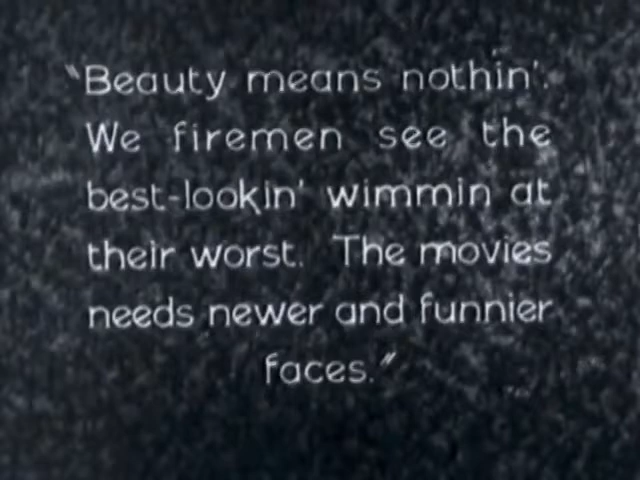 “Beauty means nothin'.
We firemen see the
best-lookin' wimmin at
their worst. The movies
needs newer and funnier
faces.”